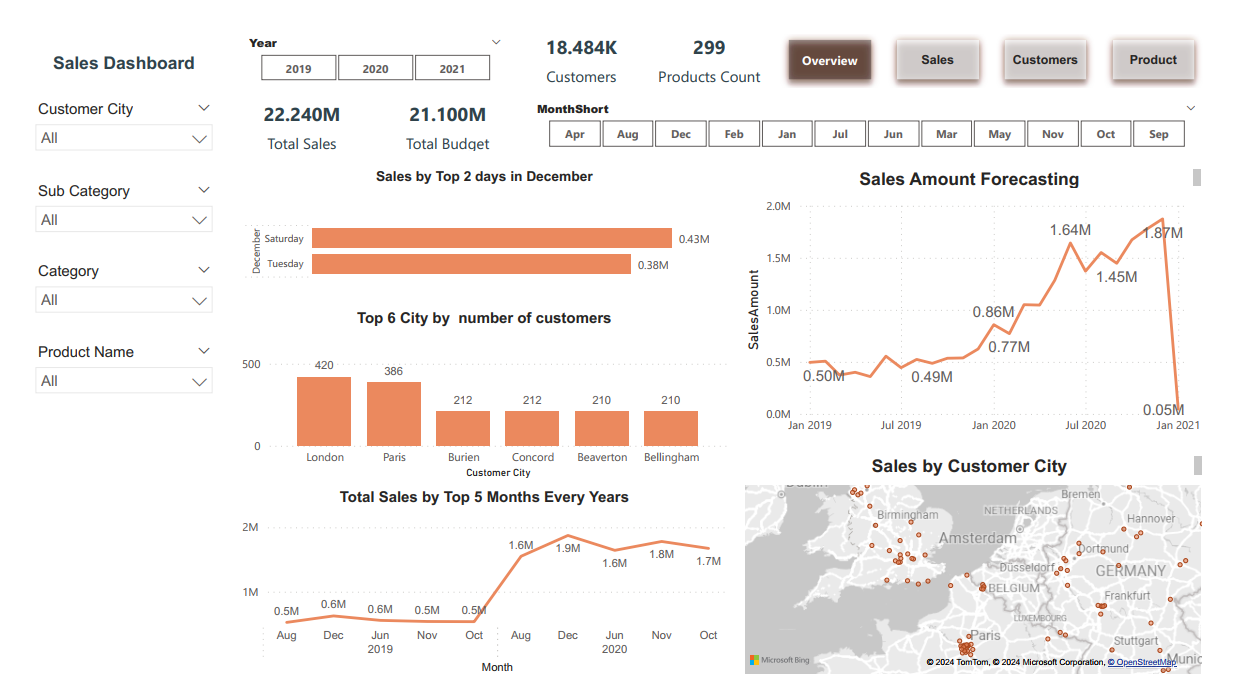 Sales Dashboard
Year
2019 2020 2021
18.484K
Customers
299
Products Count
Overview
Sales
Customers
Product
22.240M
Total Sales
21.100M
Total Budget
MonthShort
Apr Aug Dec Feb Jan Jul Jun Mar May Nov Oct Sep
Customer City
All
Sub Category
All
Category
All
Product Name
All
Sales by Top 2 days in December
December
Saturday 0.43M
Tuesday 0.38M
Top 6 City by number of customers
500
0
420 386 212 212 210 210
London Paris Burien Concord Beaverton Bellingham
Customer City
Total Sales by Top 5 Months Every Years
2M
1M
0.5M 0.6M 0.6M 0.5M 0.5M 1.6M 1.9M 1.6M 1.8M 1.7M
Aug Dec Jun Nov Oct Aug Dec Jun Nov Oct
2019 2020
Month
Sales Amount Forecasting
SalesAmount
2.0M
1.5M
1.0M
0.5M
0.0M
0.50M 0.49M 0.86M 0.77M 1.64M 1.45M 1.87M 0.05M
Jan 2019 Jul 2019 Jan 2020 Jul 2020 Jan 2021
Sales by Customer City
Dublin
Birmingham
NETHERLANDS
Amsterdam
Bremen
Hannover
Dortmund
Düsseldorf
GERMANY
BELGIUM
Frankfurt
LUXEMBOURG
Paris
Stuttgart
Munic
Microsoft Bing
© 2024 TomTom, © 2024 Microsoft Corporation, © OpenStreetMap